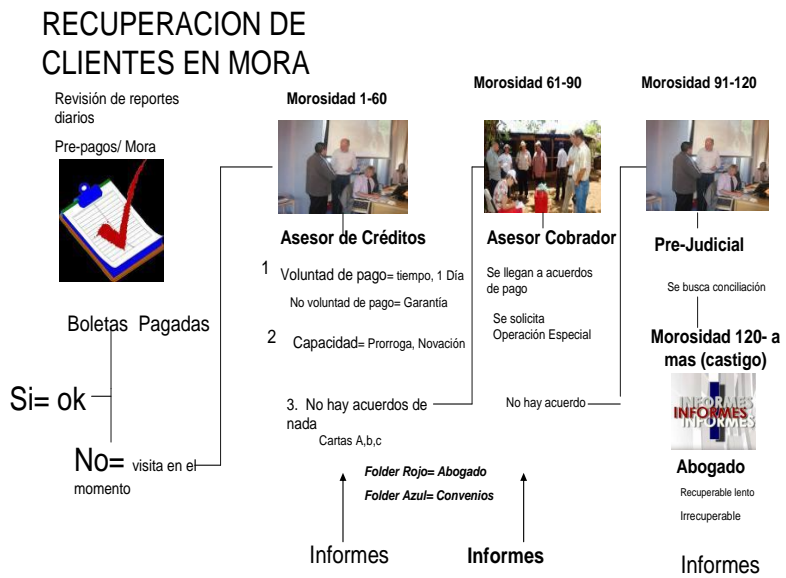 RECUPERACION DE
CLIENTES EN MORA
Revisión de reportes
diarios
Pre-pagos/ Mora
Boletas Pagadas
Si= ok
No= visita en el
momento
Morosidad 1-60
Asesor de Créditos
1 Voluntad de pago= tiempo, 1 Día
No voluntad de pago= Garantía
2 Capacidad= Prorroga, Novación
3. No hay acuerdos de
nada
Cartas A,b,c
Morosidad 61-90
Asesor Cobrador
Se llegan a acuerdos
de pago
Se solicita
Operación Especial
No hay acuerdo
Folder Rojo= Abogado
Folder Azul= Convenios
Informes
Informes
Morosidad 91-120
Pre-Judicial
Se busca conciliación
Morosidad 120- a
mas (castigo)
INFORMES
INFORMES
INFORMES
Abogado
Recuperable lento
Irrecuperable
Informes